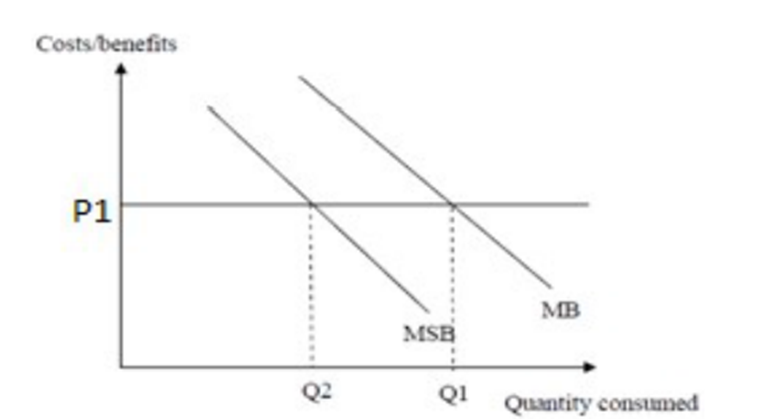 Costs/benefits
P1
MB
MSB
Q2
Q1
Quantity consumed